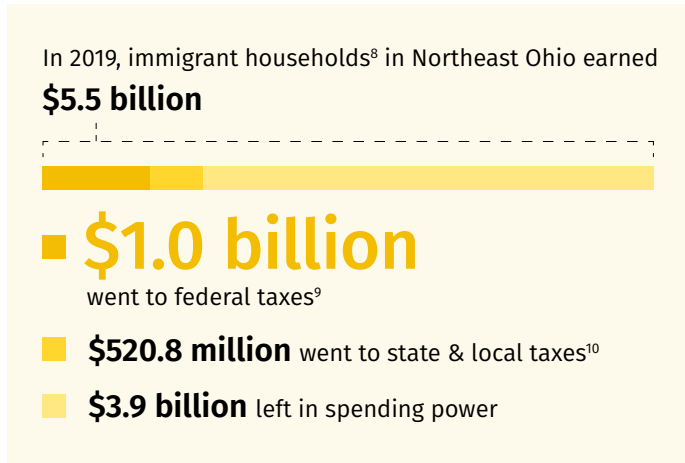 In 2019, immigrant households⁸ in Northeast Ohio earned
$5.5 billion
$1.0 billion
went to federal taxes⁹
$520.8 million went to state & local taxes¹⁰
$3.9 billion left in spending power